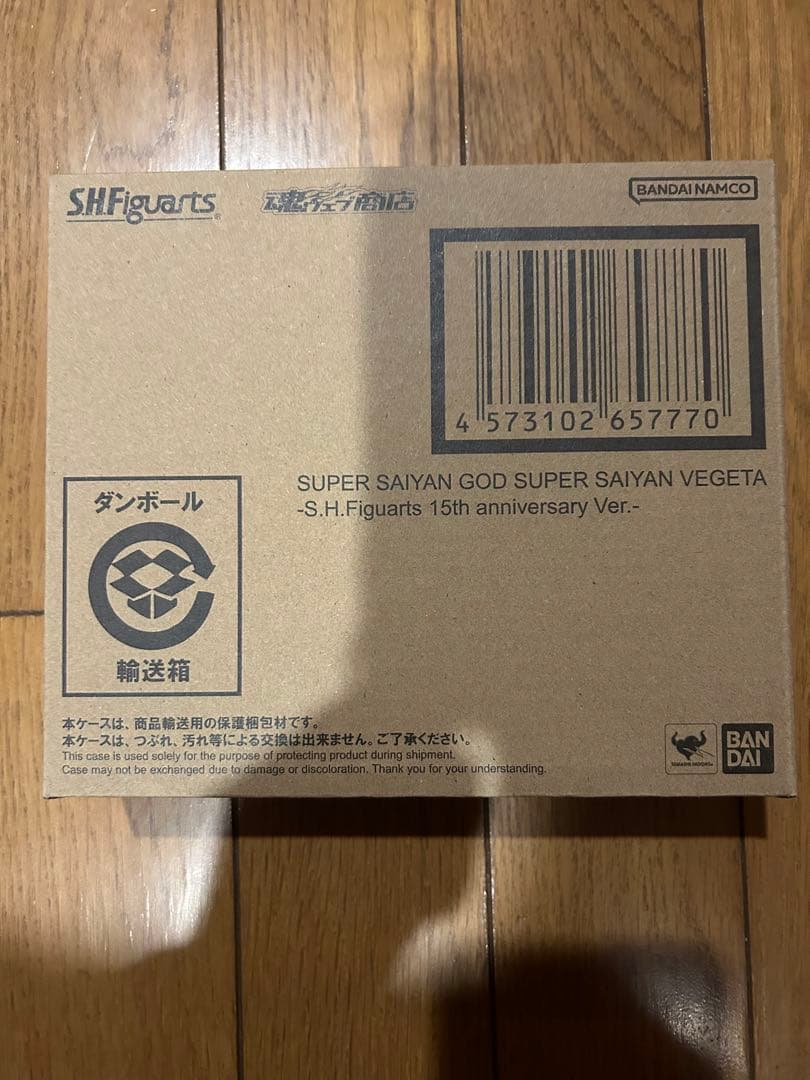 S.H.Figuarts
魂ウェブ商店
BANDAI NAMCO
4 573102 657770
SUPER SAIYAN GOD SUPER SAIYAN VEGETA
-S.H.Figuarts 15th anniversary Ver.-
ダンボール
輸送箱
本ケースは、商品輸送用の保護梱包材です。
本ケースは、つぶれ、汚れ等による交換は出来ません。ご了承ください。
This case is used solely for the purpose of protecting product during shipment.
Case may not be exchanged due to damage or discoloration. Thank you for your understanding.
TAMASHII NATIONS
BAN
DAI